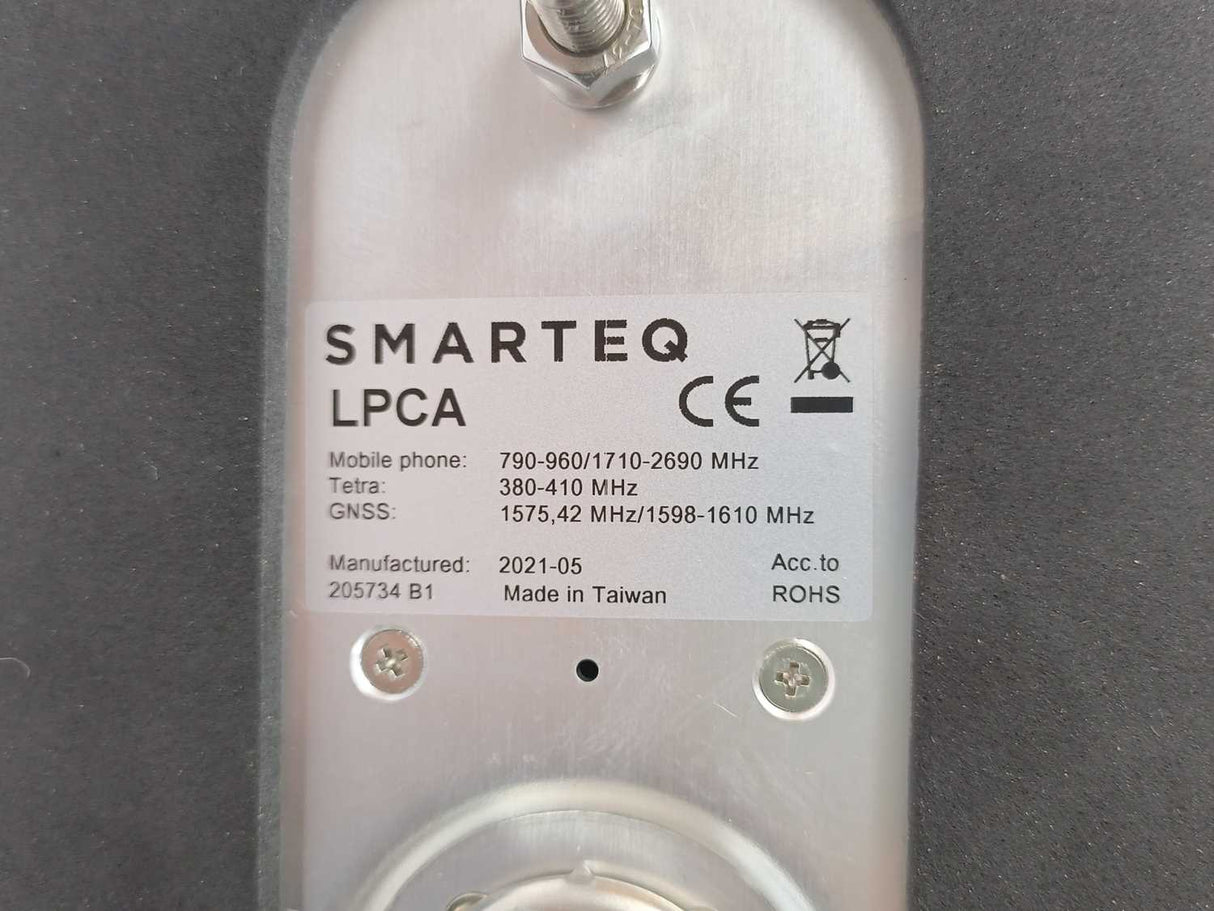 SMARTEQ
LPCA CE
Mobile phone: 790-960/1710-2690 MHz
Tetra: 380-410 MHz
GNSS: 1575,42 MHz/1598-1610 MHz
Manufactured: 2021-05 Acc.to
205734 B1 Made in Taiwan ROHS